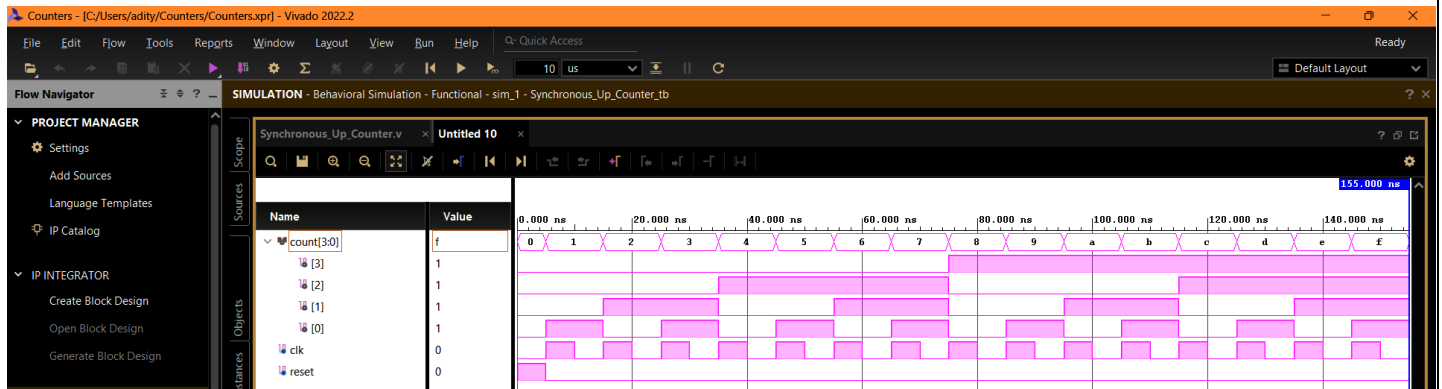 Counters - [C:/Users/adity/Counters/Counters.xpr] - Vivado 2022.2
File Edit Flow Tools Reports Window Layout View Run Help Quick Access Ready
10 us Default Layout
Flow Navigator SIMULATION - Behavioral Simulation - Functional - sim_1 - Synchronous_Up_Counter_tb
PROJECT MANAGER
Settings
Add Sources
Language Templates
IP Catalog
IP INTEGRATOR
Create Block Design
Open Block Design
Generate Block Design
Scope
Sources
Objects
Synchronous_Up_Counter.v Untitled 10
155.000 ns
Name Value 0.000 ns 20.000 ns 40.000 ns 60.000 ns 80.000 ns 100.000 ns 120.000 ns 140.000 ns
count[3:0] f 0 1 2 3 4 5 6 7 8 9 a b c d e f
[3] 1
[2] 1
[1] 1
[0] 1
clk 0
reset 0